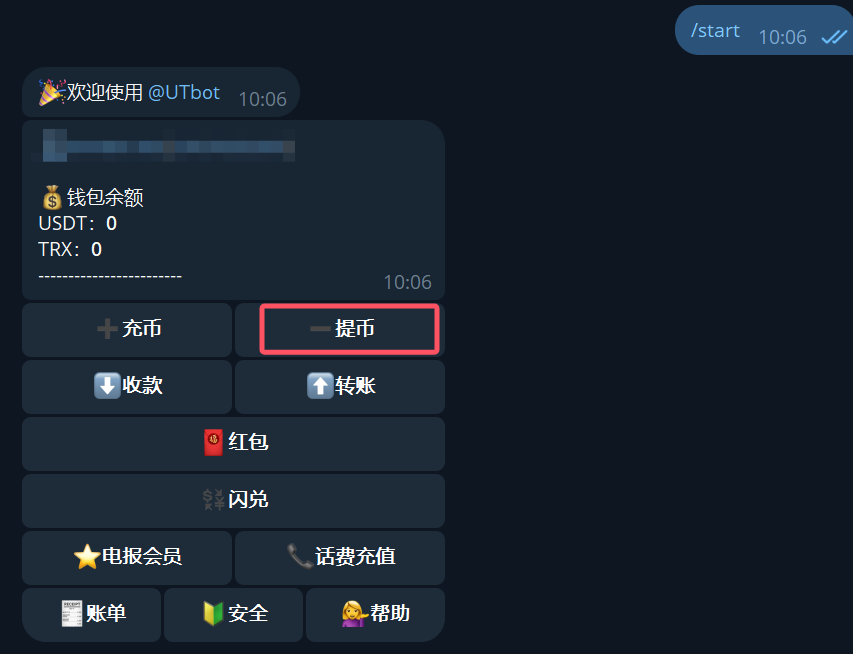 /start 10:06
🎉欢迎使用 @UTbot 10:06
💰钱包余额
USDT：0
TRX：0
------------------------
10:06
➕充币
➖提币
⬇️收款
⬆️转账
🧧红包
💱闪兑
⭐电报会员
📞话费充值
🧾账单
🔰安全
💁‍♀️帮助